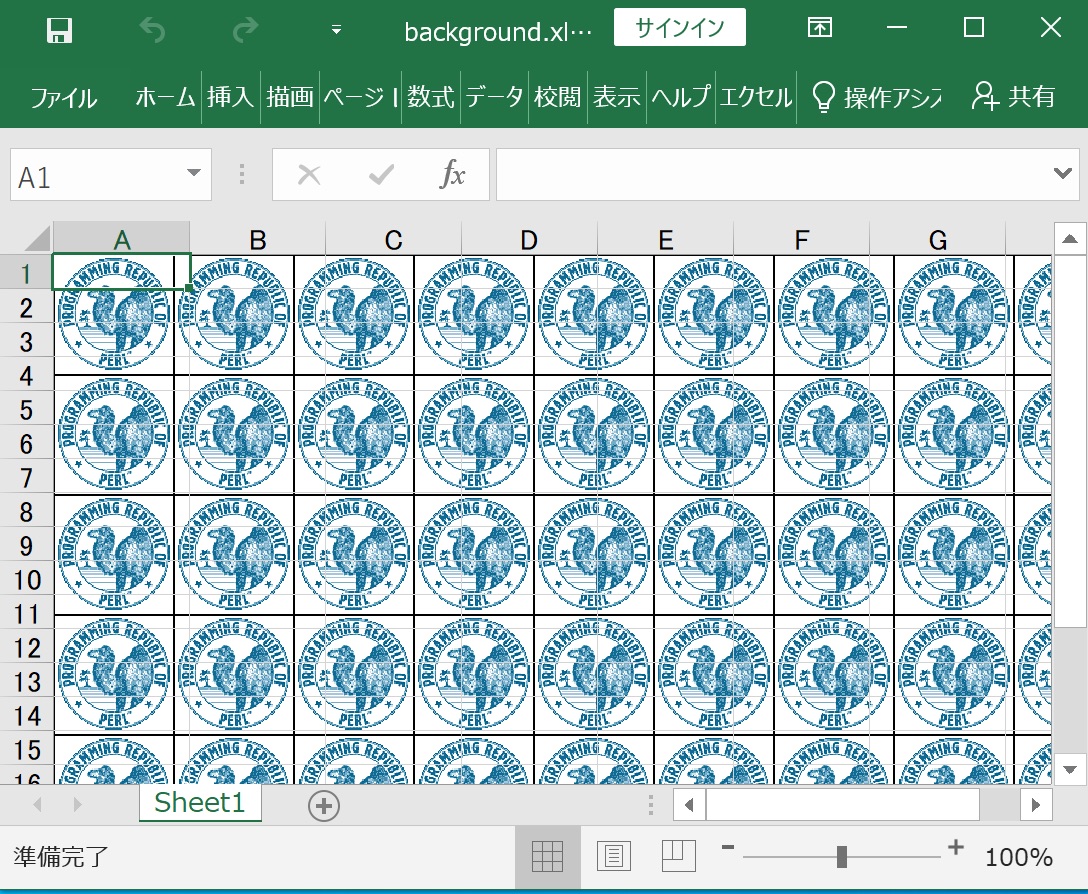 background.xl… サインイン
ファイル ホーム 挿入 描画 ページ 数式 データ 校閲 表示 ヘルプ エクセル 操作アシス 共有
A1 fx
A B C D E F G
1
2
3
4
5
6
7
8
9
10
11
12
13
14
15
16
PROGRAMMING REPUBLIC OF PERL
Sheet1
準備完了 100%